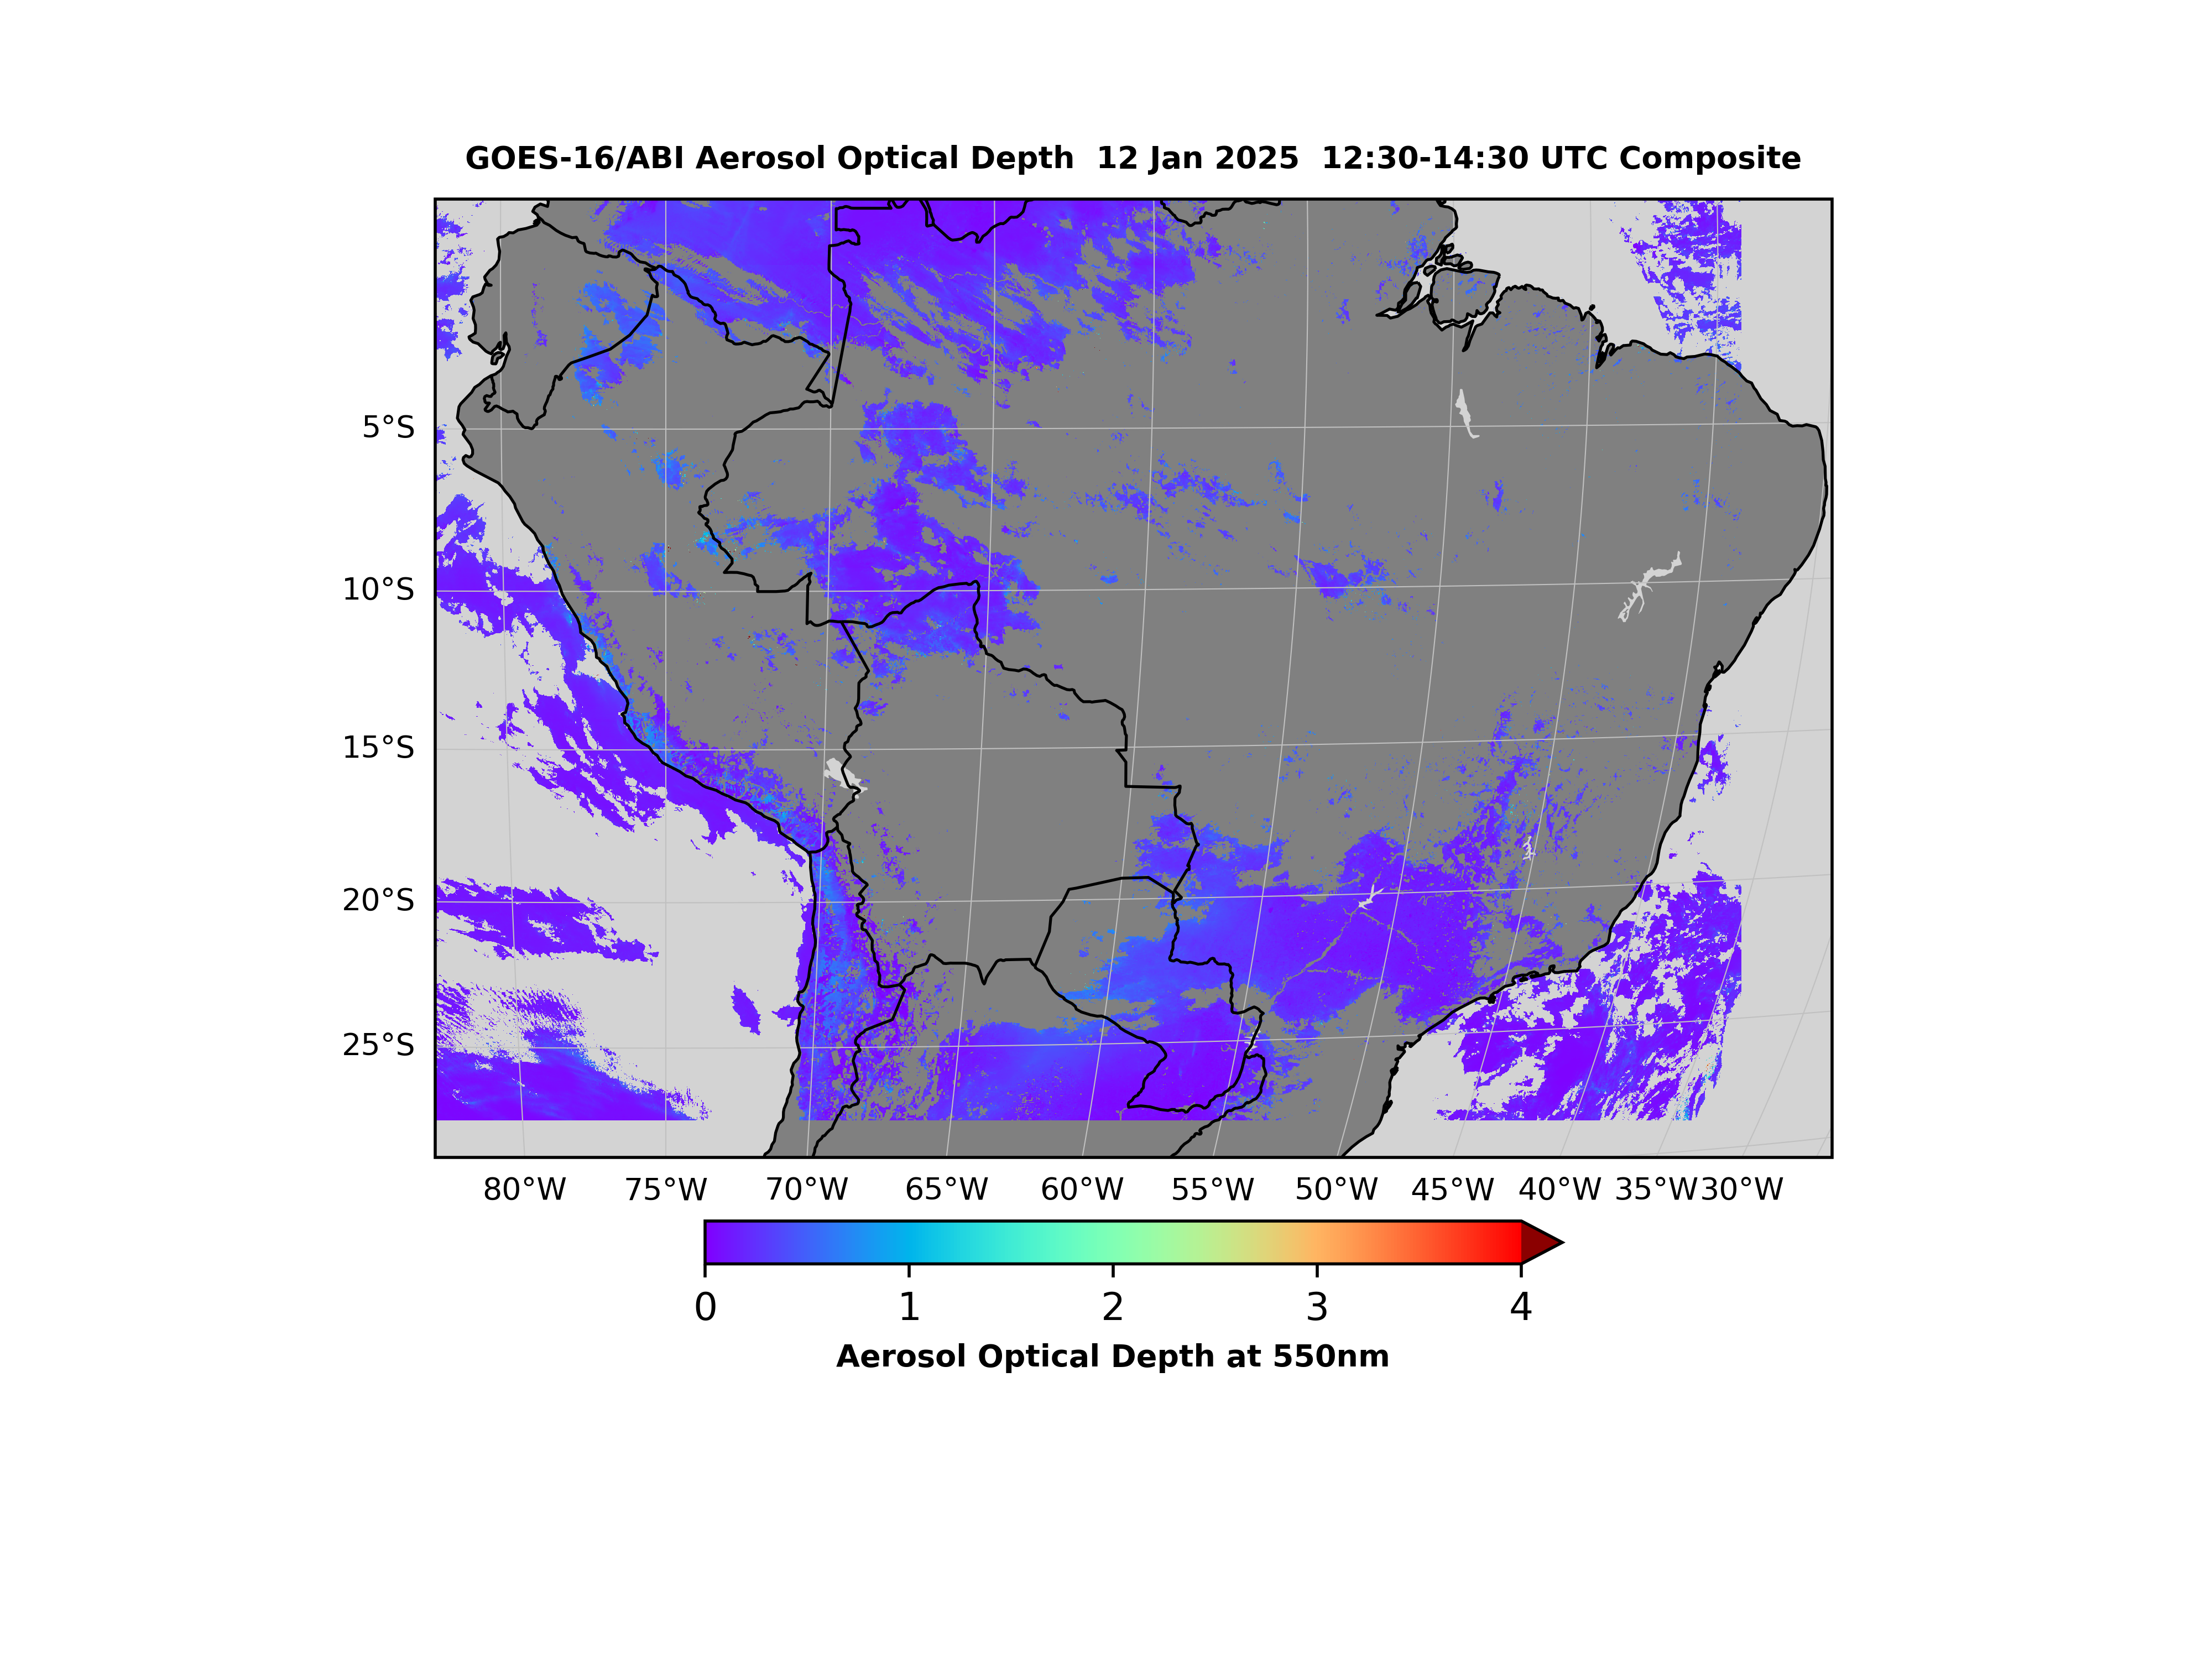 GOES-16/ABI Aerosol Optical Depth  12 Jan 2025  12:30-14:30 UTC Composite
5°S
10°S
15°S
20°S
25°S
80°W 75°W 70°W 65°W 60°W 55°W 50°W 45°W 40°W 35°W 30°W
0 1 2 3 4
Aerosol Optical Depth at 550nm